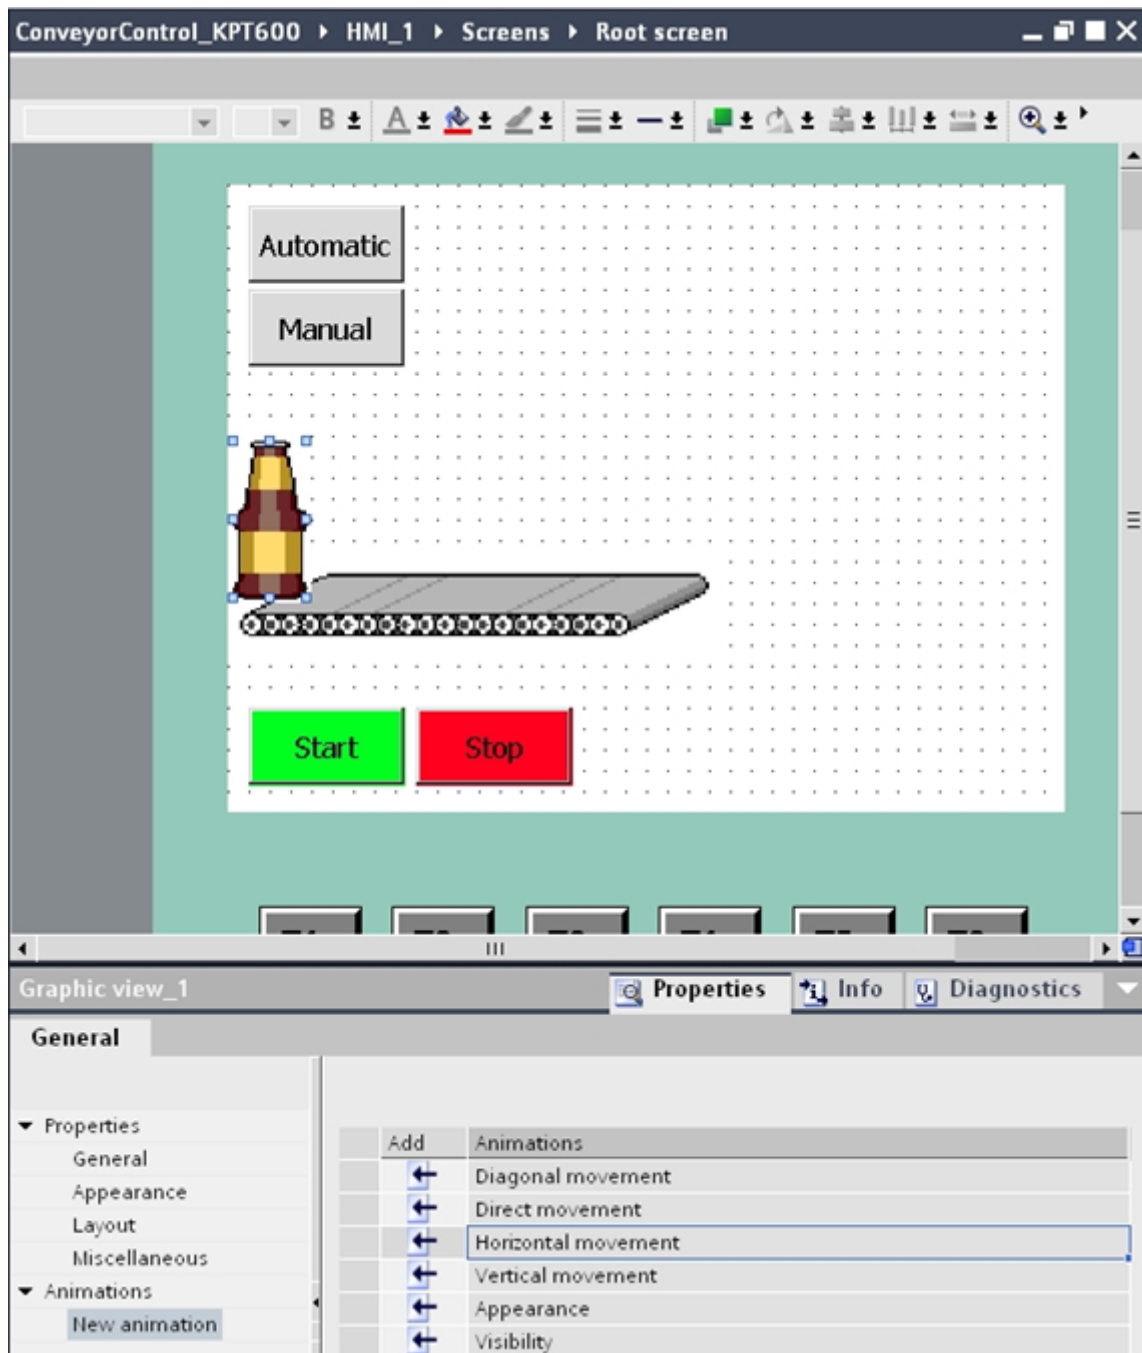 ConveyorControl_KPT600 ▸ HMI_1 ▸ Screens ▸ Root screen
B A
Automatic
Manual
Start Stop
Graphic view_1 Properties Info Diagnostics
General
Properties
General
Appearance
Layout
Miscellaneous
Animations
New animation
Add Animations
Diagonal movement
Direct movement
Horizontal movement
Vertical movement
Appearance
Visibility